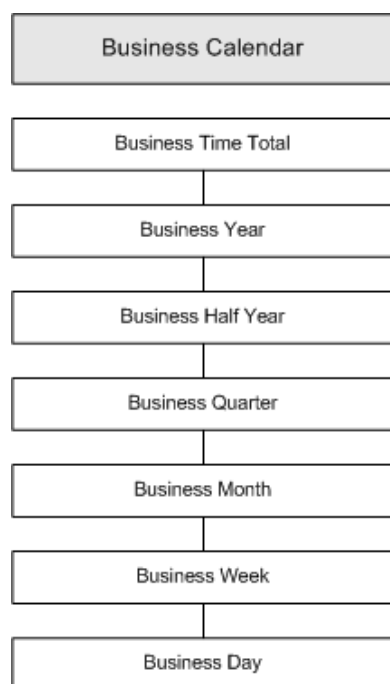 Business Calendar
Business Time Total
Business Year
Business Half Year
Business Quarter
Business Month
Business Week
Business Day